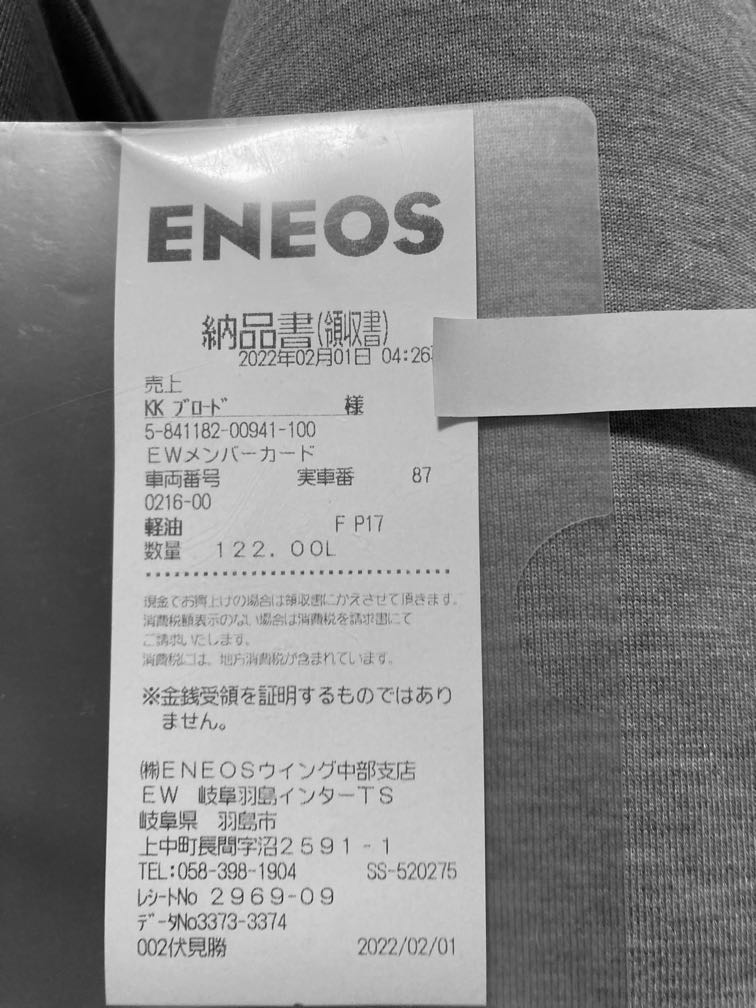 ENEOS
納品書(領収書)
2022年02月01日 04:26
売上
KK ブロード 様
5-841182-00941-100
EWメンバーカード
車両番号 実車番 87
0216-00
軽油 F P17
数量 122.00L
現金でお買上げの場合は領収書にかえさせて頂きます。
消費税額表示のない場合は消費税を請求書にて
ご請求いたします。
消費税には、地方消費税が含まれています。
※金銭受領を証明するものではあり
ません。
㈱ENEOSウイング中部支店
EW 岐阜羽島インターTS
岐阜県 羽島市
上中町長間字沼2591-1
TEL:058-398-1904 SS-520275
レシートNo 2969-09
データNo3373-3374
002伏見勝 2022/02/01